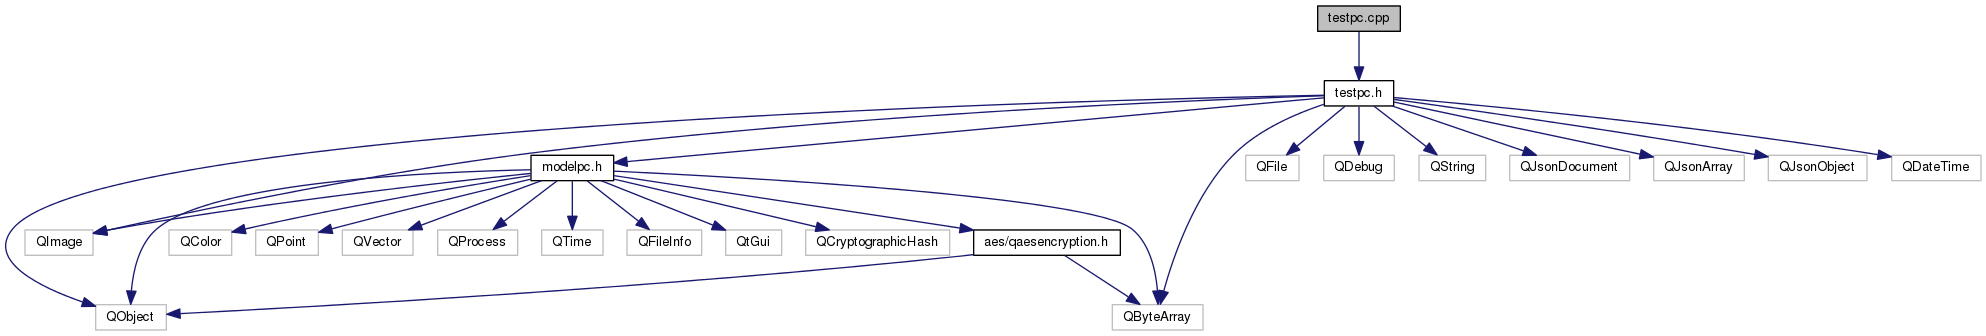 testpc.cpp
testpc.h
modelpc.h
QFile
QDebug
QString
QJsonDocument
QJsonArray
QJsonObject
QDateTime
QImage
QColor
QPoint
QVector
QProcess
QTime
QFileInfo
QtGui
QCryptographicHash
aes/qaesencryption.h
QObject
QByteArray